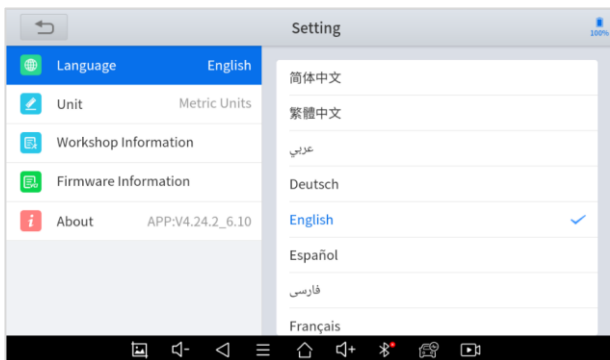 Setting
100%
Language English
Unit Metric Units
Workshop Information
Firmware Information
About APP:V4.24.2_6.10
简体中文
繁體中文
عربي
Deutsch
English
Español
فارسی
Français